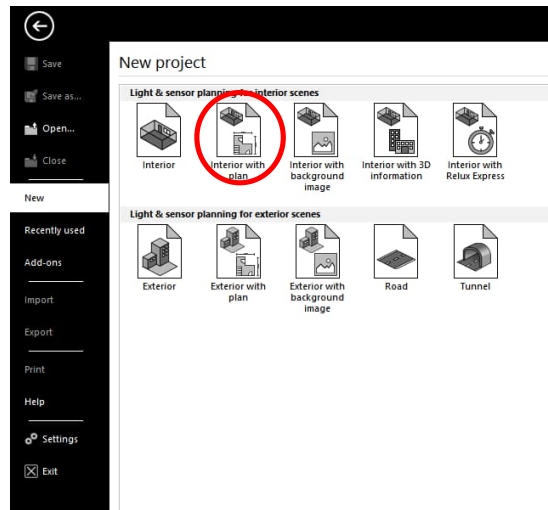 Save
Save as...
Open...
Close
New
Recently used
Add-ons
Import
Export
Print
Help
Settings
Exit
New project
Light & sensor planning for interior scenes
Interior
Interior with
plan
Interior with
background
image
Interior with 3D
information
Interior with
Relux Express
Light & sensor planning for exterior scenes
Exterior
Exterior with
plan
Exterior with
background
image
Road
Tunnel